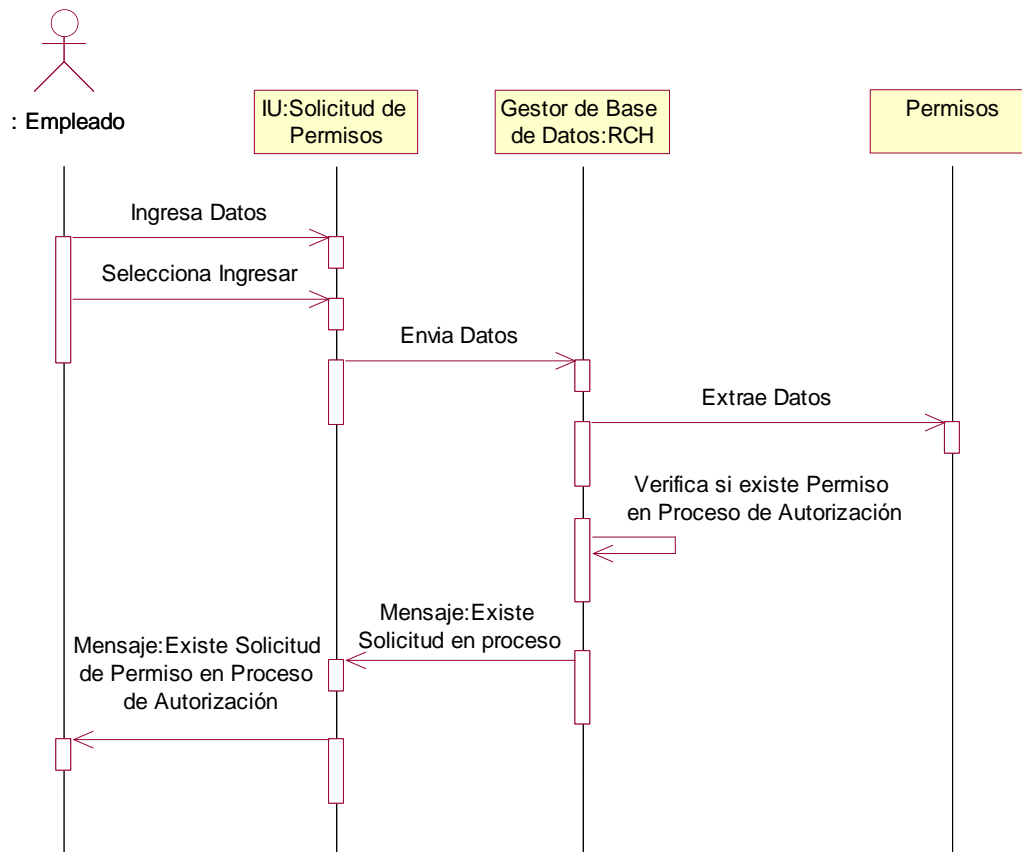 : Empleado
IU:Solicitud de
Permisos
Gestor de Base
de Datos:RCH
Permisos
Ingresa Datos
Selecciona Ingresar
Envia Datos
Extrae Datos
Verifica si existe Permiso
en Proceso de Autorización
Mensaje:Existe
Solicitud en proceso
Mensaje:Existe Solicitud
de Permiso en Proceso
de Autorización